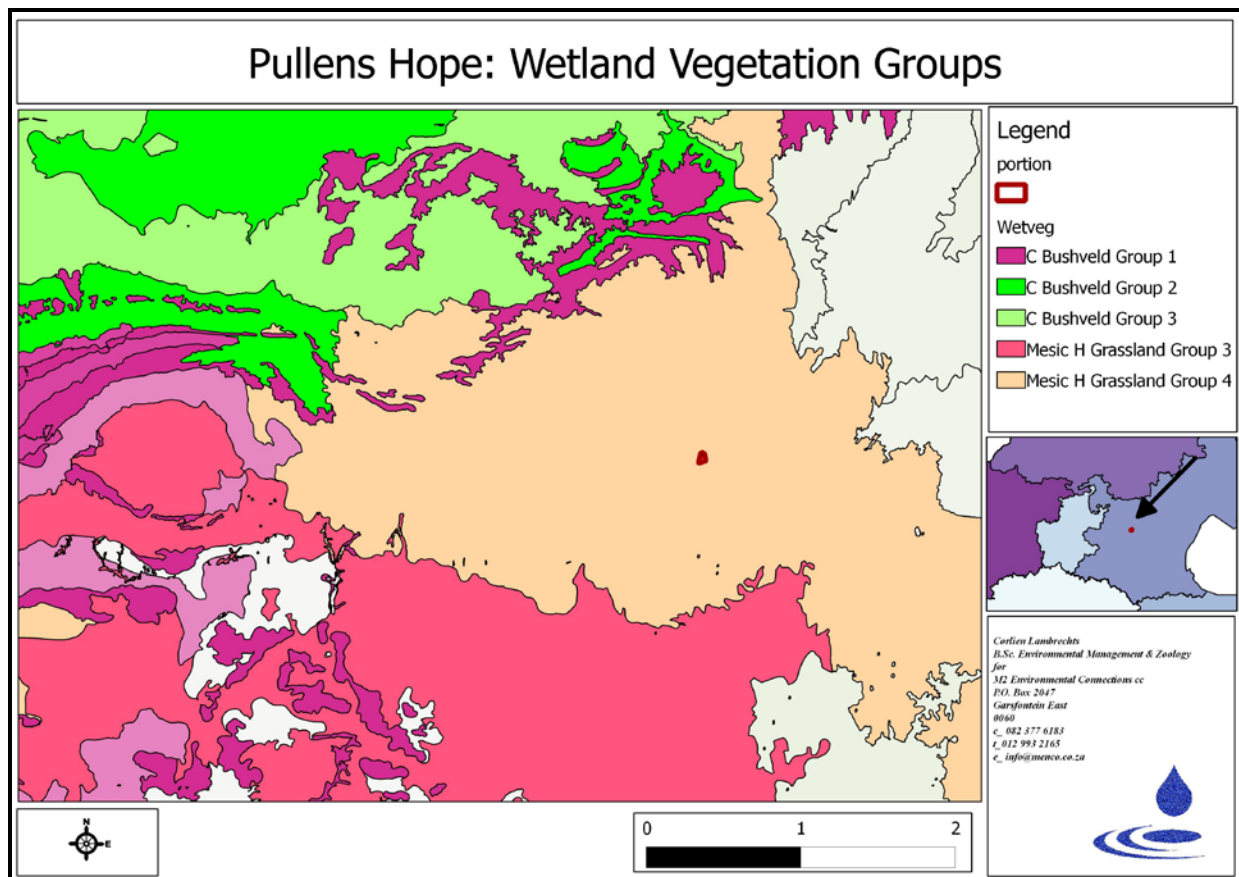 Pullens Hope: Wetland Vegetation Groups
Legend
portion
Wetveg
C Bushveld Group 1
C Bushveld Group 2
C Bushveld Group 3
Mesic H Grassland Group 3
Mesic H Grassland Group 4
Corlien Lambrechts
B.Sc. Environmental Management & Zoology
for
M2 Environmental Connections cc
P.O. Box 2047
Garsfontein East
0060
c_ 082 377 6183
t_012 993 2165
e_ info@menco.co.za
N
E
0 1 2